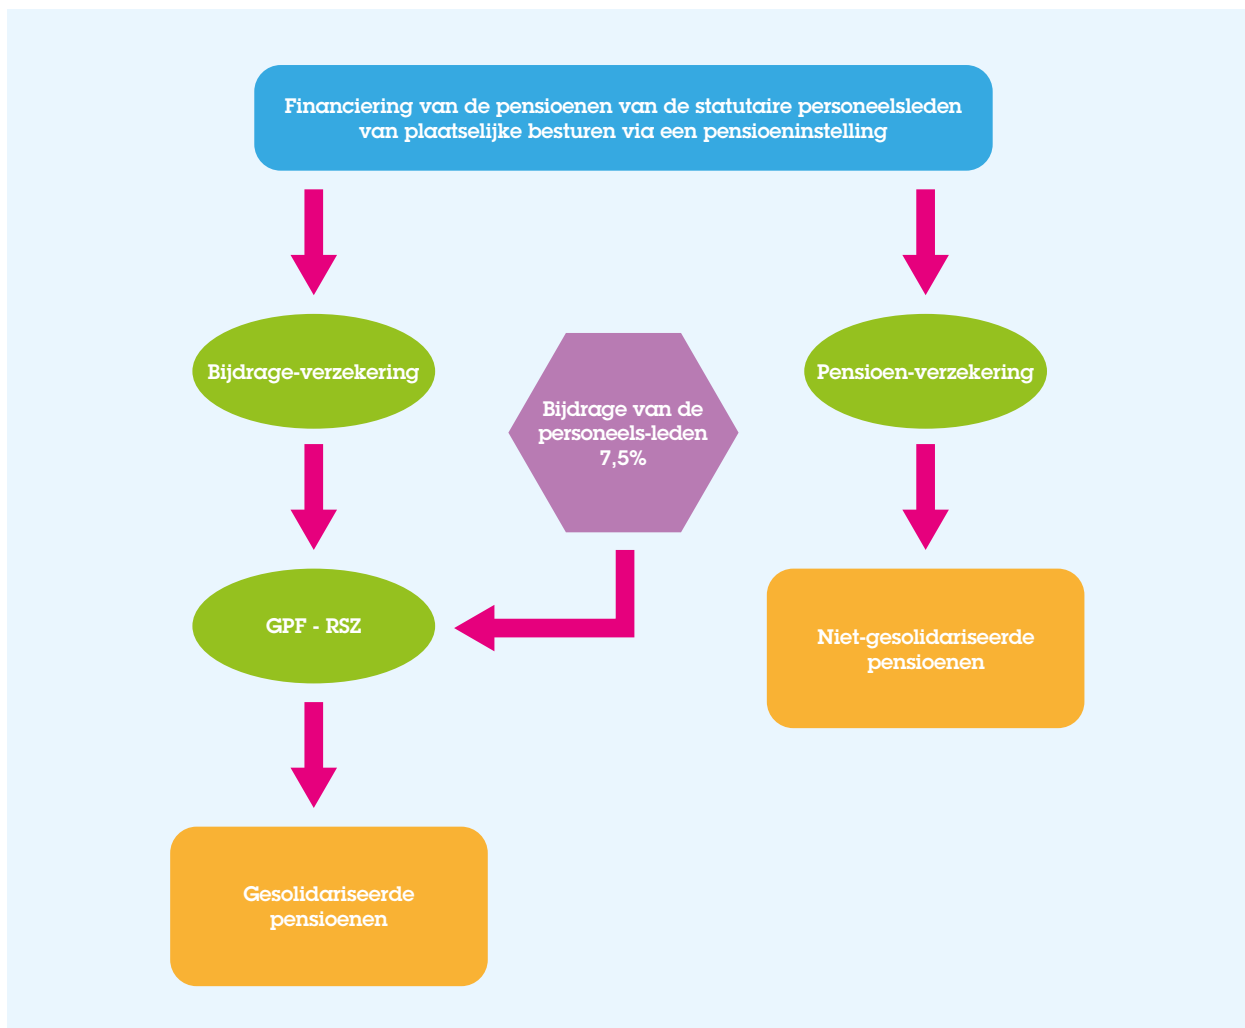 Financiering van de pensioenen van de statutaire personeelsleden
van plaatselijke besturen via een pensioeninstelling
Bijdrage-verzekering
Bijdrage van de
personeels-leden
7,5%
Pensioen-verzekering
GPF - RSZ
Niet-gesolidariseerde
pensioenen
Gesolidariseerde
pensioenen